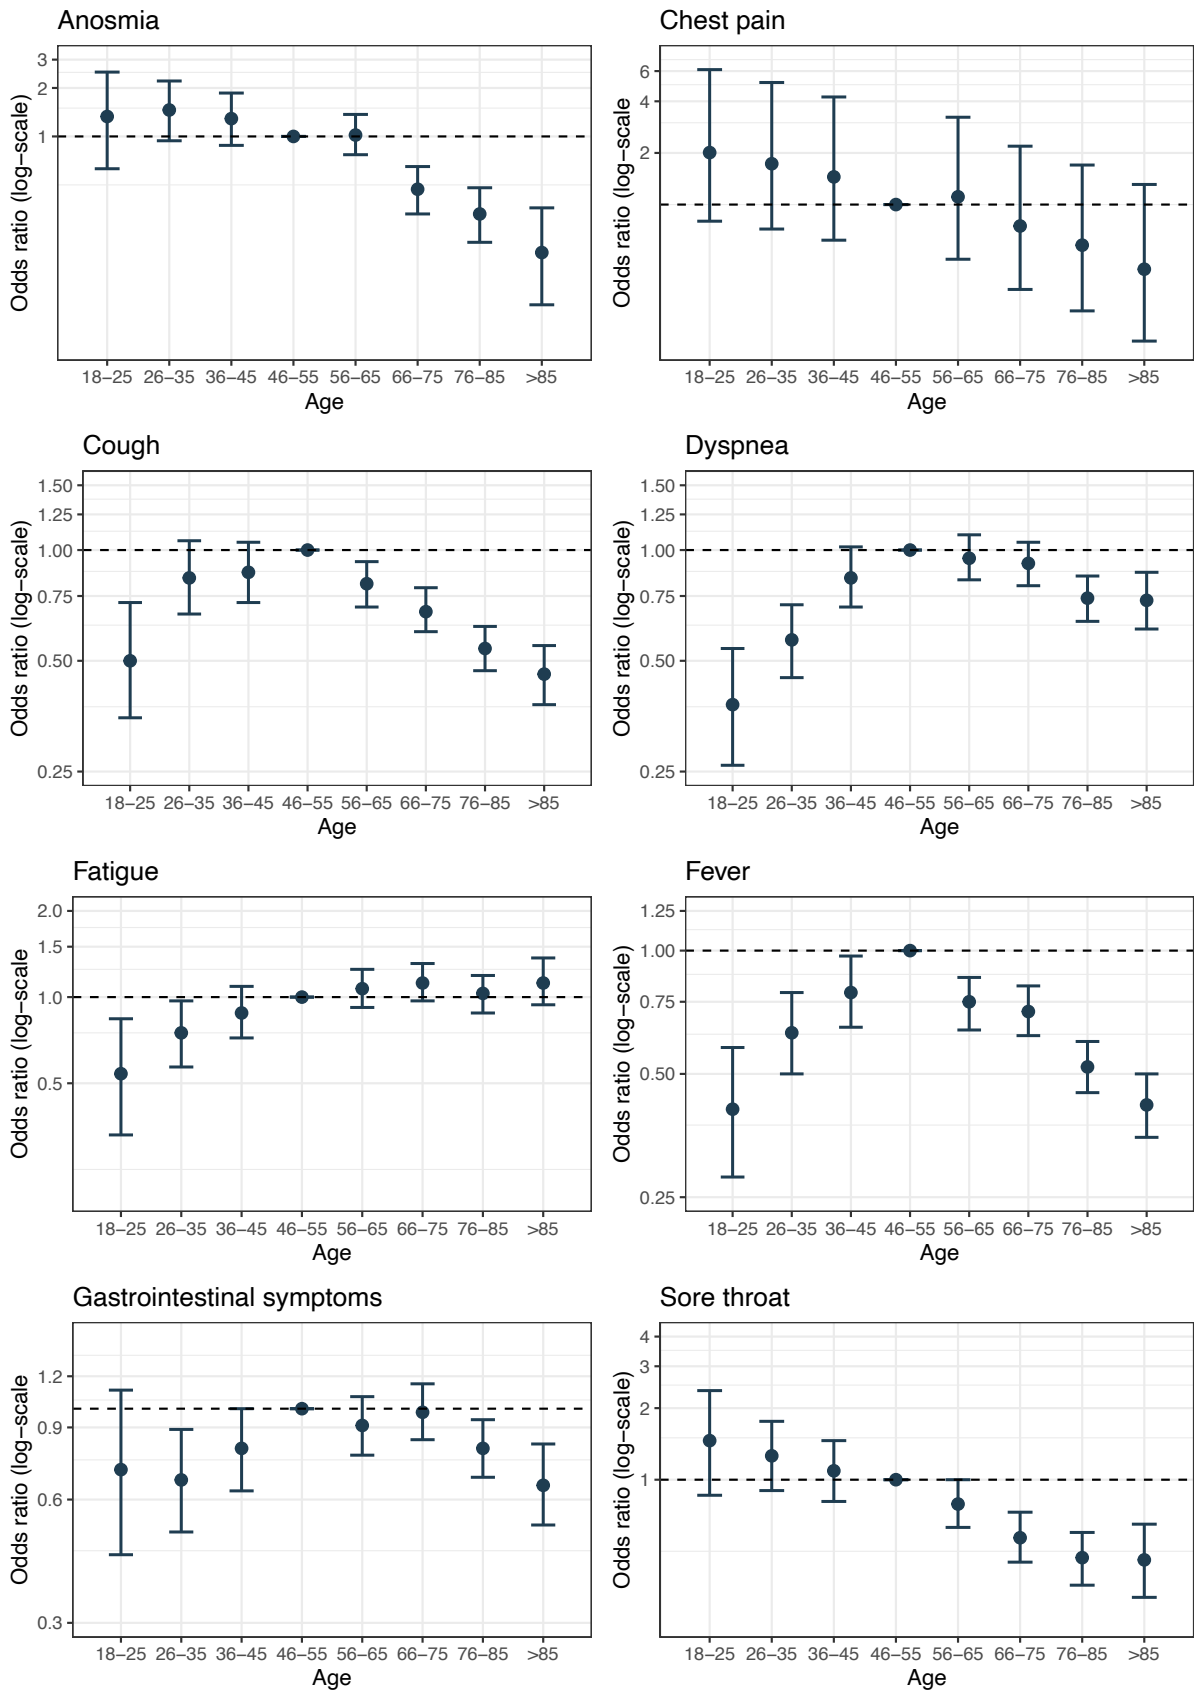 Anosmia
Odds ratio (log−scale)
3
2
1
18−25 26−35 36−45 46−55 56−65 66−75 76−85 >85
Age
Chest pain
Odds ratio (log−scale
6
4
2
18−25 26−35 36−45 46−55 56−65 66−75 76−85 >85
Age
Cough
Odds ratio (log−scale)
1.50
1.25
1.00
0.75
0.50
0.25
18−25 26−35 36−45 46−55 56−65 66−75 76−85 >85
Age
Dyspnea
Odds ratio (log−scale)
1.50
1.25
1.00
0.75
0.50
0.25
18−25 26−35 36−45 46−55 56−65 66−75 76−85 >85
Age
Fatigue
Odds ratio (log−scale
2.0
1.5
1.0
0.5
18−25 26−35 36−45 46−55 56−65 66−75 76−85 >85
Age
Fever
Odds ratio (log−scale)
1.25
1.00
0.75
0.50
0.25
18−25 26−35 36−45 46−55 56−65 66−75 76−85 >85
Age
Gastrointestinal symptoms
Odds ratio (log−scale
1.2
0.9
0.6
0.3
18−25 26−35 36−45 46−55 56−65 66−75 76−85 >85
Age
Sore throat
Odds ratio (log−scale)
4
3
2
1
18−25 26−35 36−45 46−55 56−65 66−75 76−85 >85
Age